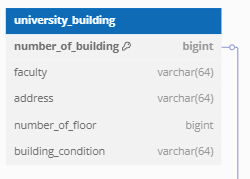 university_building
number_of_building bigint
faculty varchar(64)
address varchar(64)
number_of_floor bigint
building_condition varchar(64)